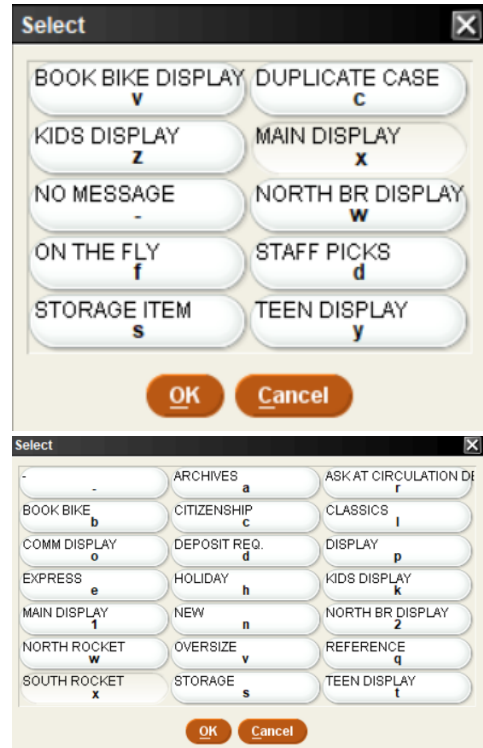 Select
BOOK BIKE DISPLAY DUPLICATE CASE
v c
KIDS DISPLAY MAIN DISPLAY
z x
NO MESSAGE NORTH BR DISPLAY
- w
ON THE FLY STAFF PICKS
f d
STORAGE ITEM TEEN DISPLAY
s y
OK Cancel
Select
- ARCHIVES ASK AT CIRCULATION DE
- a r
BOOK BIKE CITIZENSHIP CLASSICS
b c l
COMM DISPLAY DEPOSIT REQ. DISPLAY
o d p
EXPRESS HOLIDAY KIDS DISPLAY
e h k
MAIN DISPLAY NEW NORTH BR DISPLAY
1 n 2
NORTH ROCKET OVERSIZE REFERENCE
w v q
SOUTH ROCKET STORAGE TEEN DISPLAY
x s t
OK Cancel